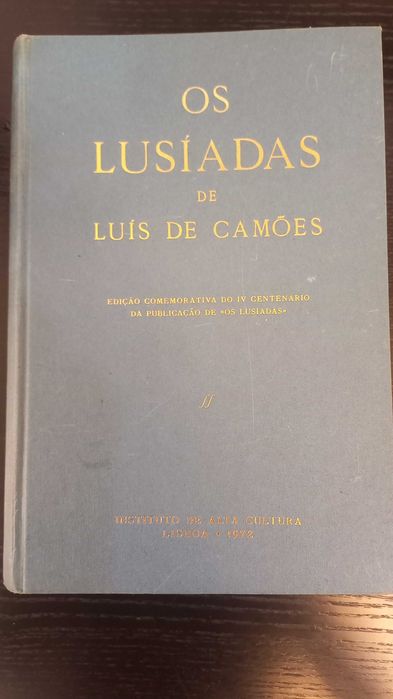 OS
LUSÍADAS
DE
LUÍS DE CAMÕES
EDIÇÃO COMEMORATIVA DO IV CENTENÁRIO
DA PUBLICAÇÃO DE «OS LUSÍADAS»
ſſ
INSTITUTO DE ALTA CULTURA
LISBOA • 1972